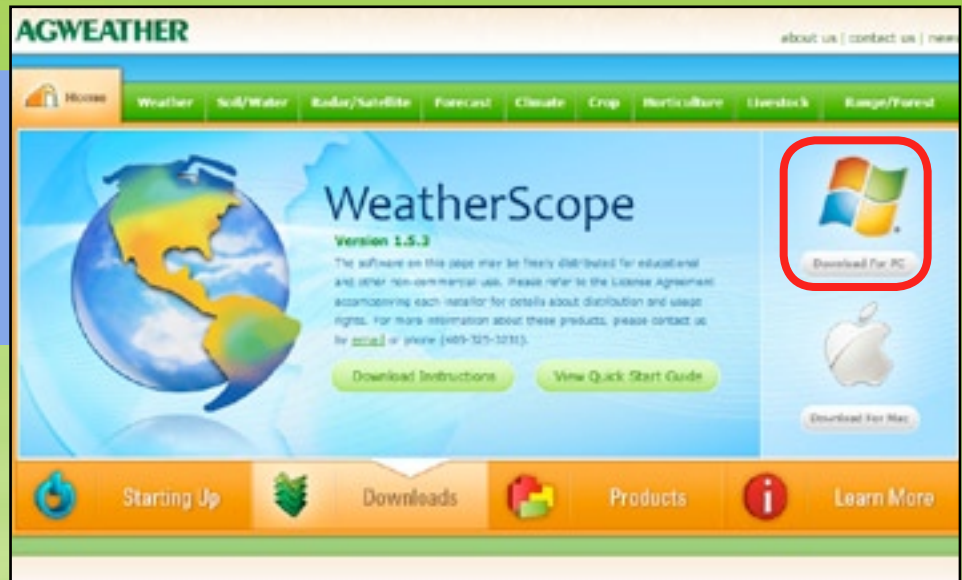 AGWEATHER
about us | contact us | news
Home Weather Soil/Water Radar/Satellite Forecast Climate Crop Horticulture Livestock Range/Forest
WeatherScope
Version 1.5.3
The software on this page may be freely distributed for educational
and other non-commercial use. Please refer to the License Agreement
accompanying each installer for details about distribution and usage
rights. For more information about these products, please contact us
by email or phone
Download Instructions View Quick Start Guide
Download For PC
Download For Mac
Starting Up Downloads Products Learn More